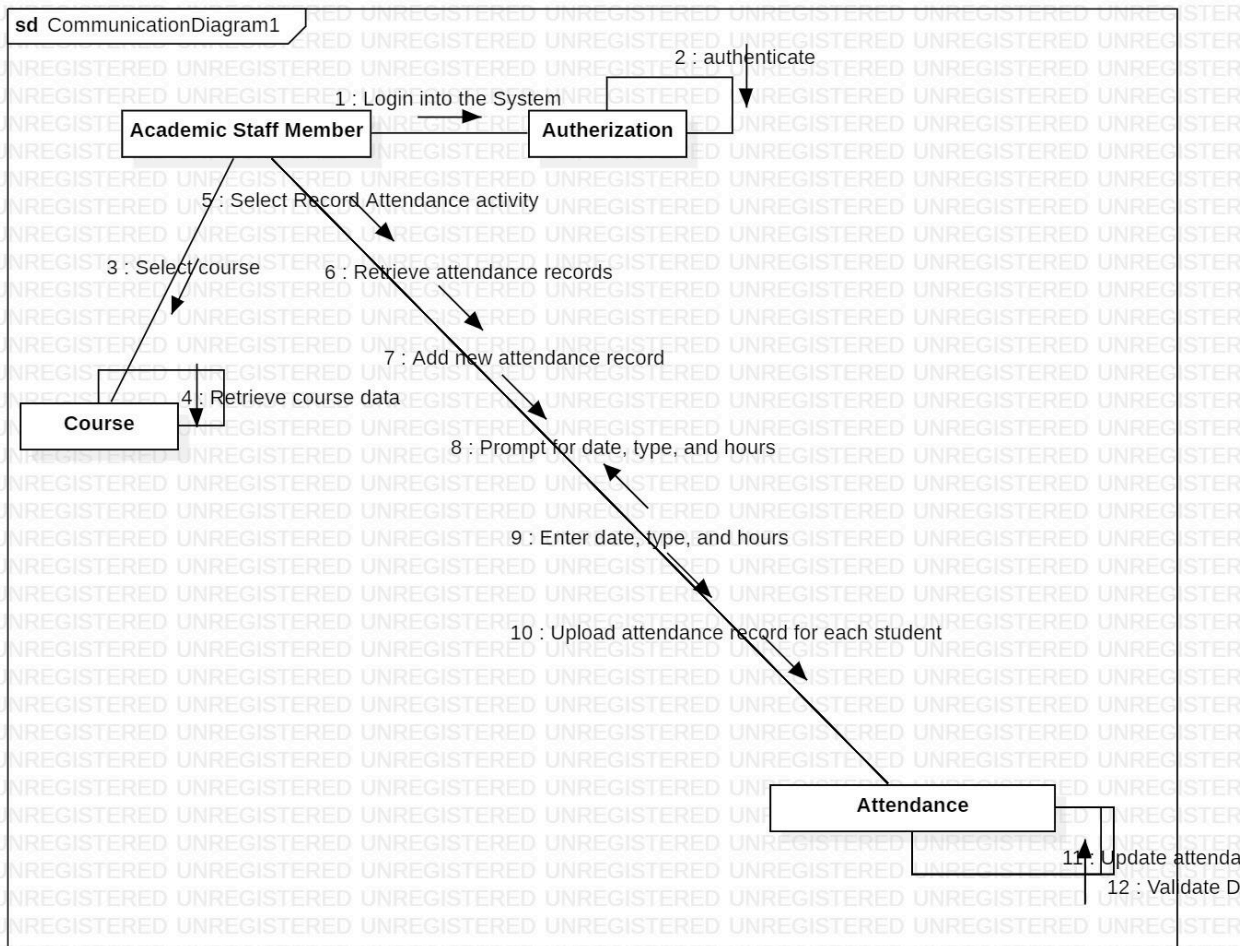 sd CommunicationDiagram1
2 : authenticate
1 : Login into the System
Academic Staff Member
Autherization
5 : Select Record Attendance activity
3 : Select course
6 : Retrieve attendance records
7 : Add new attendance record
4 : Retrieve course data
Course
8 : Prompt for date, type, and hours
9 : Enter date, type, and hours
10 : Upload attendance record for each student
Attendance
11 : Update attenda
12 : Validate D
UNREGISTERED